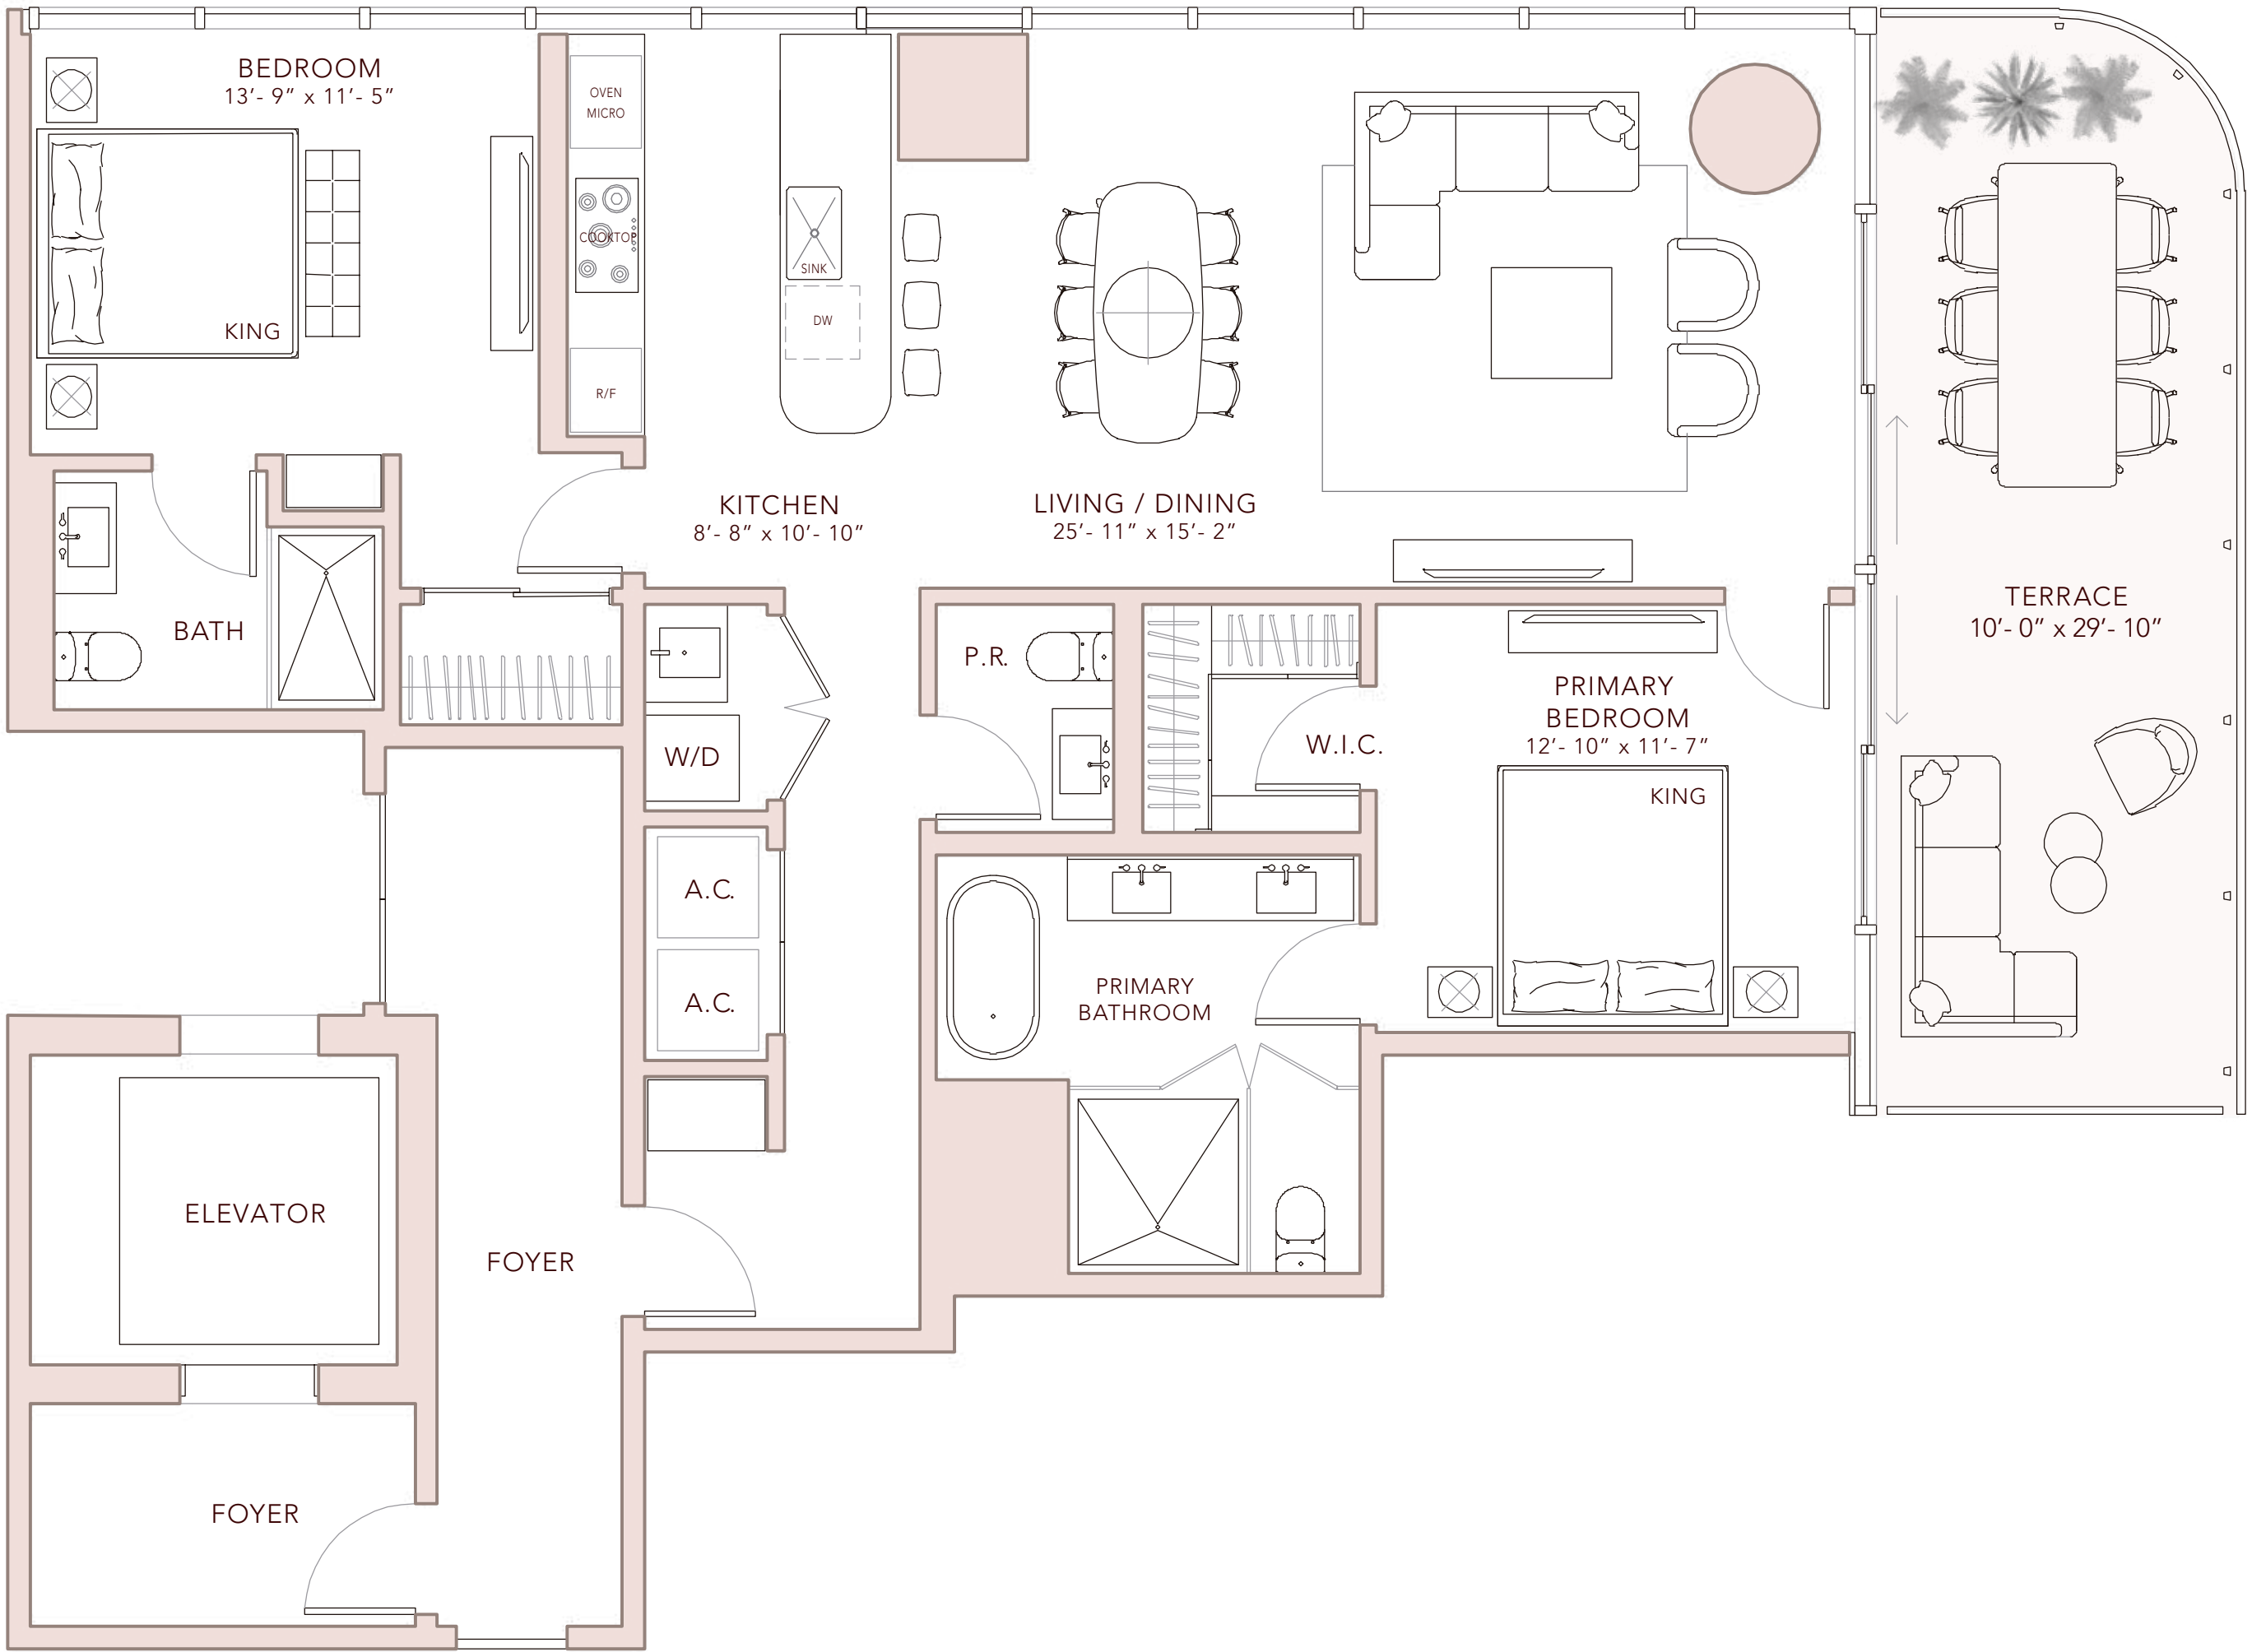 BEDROOM
13’- 9” x 11’- 5”
KING
OVEN
MICRO
COOKTOP
R/F
SINK
DW
KITCHEN
8’- 8” x 10’- 10”
LIVING / DINING
25’- 11” x 15’- 2”
TERRACE
10’- 0” x 29’- 10”
BATH
W/D
P.R.
W.I.C.
PRIMARY
BEDROOM
12’- 10” x 11’- 7”
KING
A.C.
A.C.
PRIMARY
BATHROOM
ELEVATOR
FOYER
FOYER